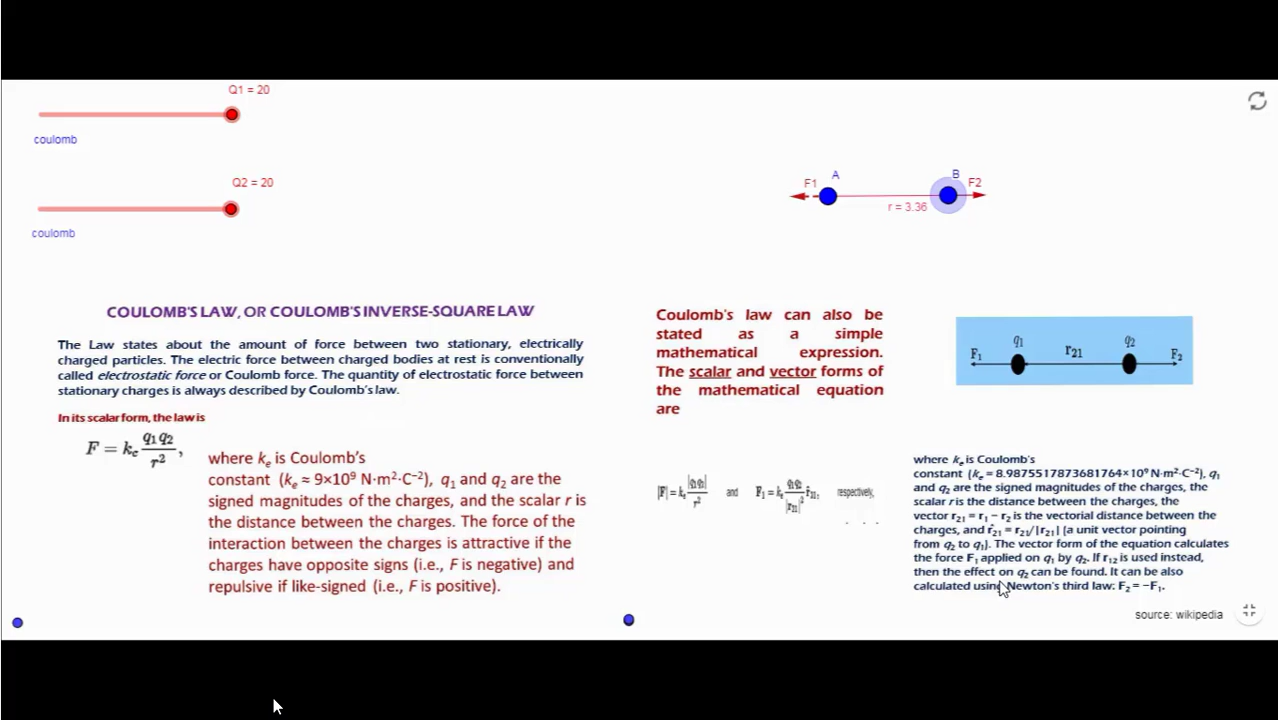 Q1 = 20
coulomb
Q2 = 20
coulomb
F1
A
B
F2
r = 3.36
COULOMB'S LAW, OR COULOMB'S INVERSE-SQUARE LAW
The Law states about the amount of force between two stationary, electrically
charged particles. The electric force between charged bodies at rest is conventionally
called electrostatic force or Coulomb force. The quantity of electrostatic force between
stationary charges is always described by Coulomb's law.
In its scalar form, the law is
F = kₑ q₁q₂ / r²,
where kₑ is Coulomb's
constant (kₑ ≈ 9×10⁹ N·m²·C⁻²), q₁ and q₂ are the
signed magnitudes of the charges, and the scalar r is
the distance between the charges. The force of the
interaction between the charges is attractive if the
charges have opposite signs (i.e., F is negative) and
repulsive if like-signed (i.e., F is positive).
Coulomb's law can also be
stated as a simple
mathematical expression.
The scalar and vector forms of
the mathematical equation
are
|F| = kₑ |q₁q₂| / r² and F₁ = kₑ q₁q₂ / |r₂₁|² r̂₂₁, respectively,
F₁ q₁ r₂₁ q₂ F₂
where kₑ is Coulomb's
constant (kₑ = 8.9875517873681764×10⁹ N·m²·C⁻²), q₁
and q₂ are the signed magnitudes of the charges, the
scalar r is the distance between the charges, the
vector r₂₁ = r₁ − r₂ is the vectorial distance between the
charges, and r̂₂₁ = r₂₁/|r₂₁| (a unit vector pointing
from q₂ to q₁). The vector form of the equation calculates
the force F₁ applied on q₁ by q₂. If r₁₂ is used instead,
then the effect on q₂ can be found. It can be also
calculated using Newton's third law: F₂ = −F₁.
source: wikipedia